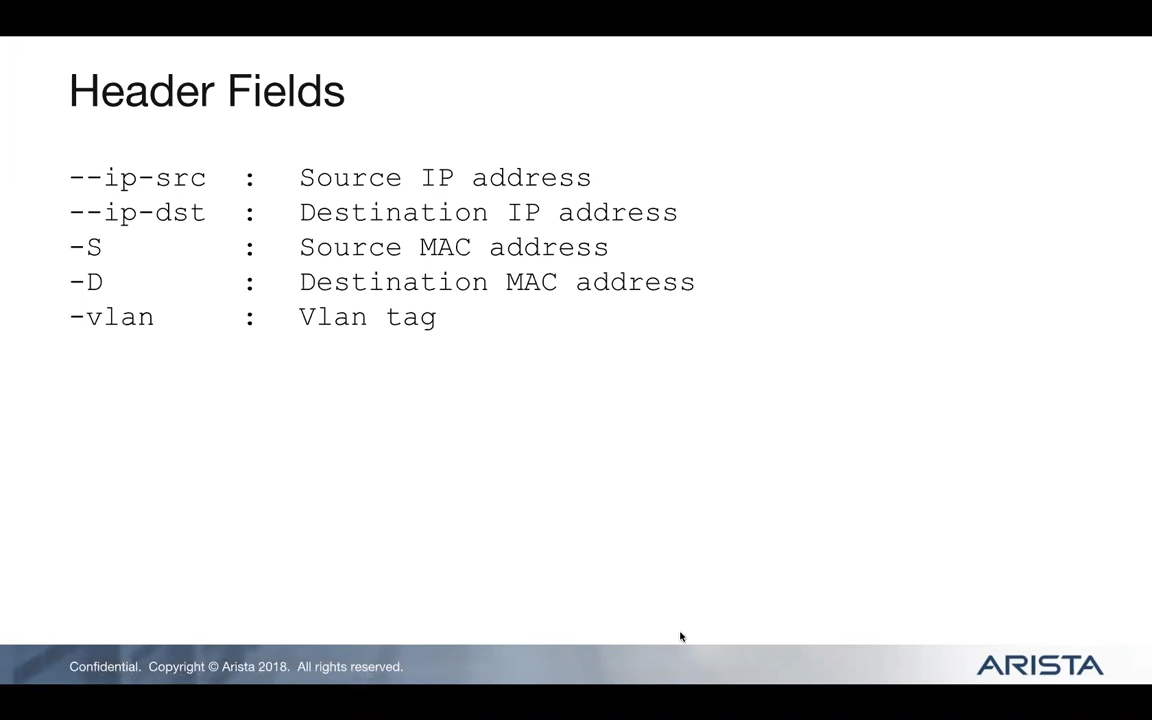 Header Fields
--ip-src : Source IP address
--ip-dst : Destination IP address
-S : Source MAC address
-D : Destination MAC address
-vlan : Vlan tag
Confidential. Copyright © Arista 2018. All rights reserved.
ARISTA